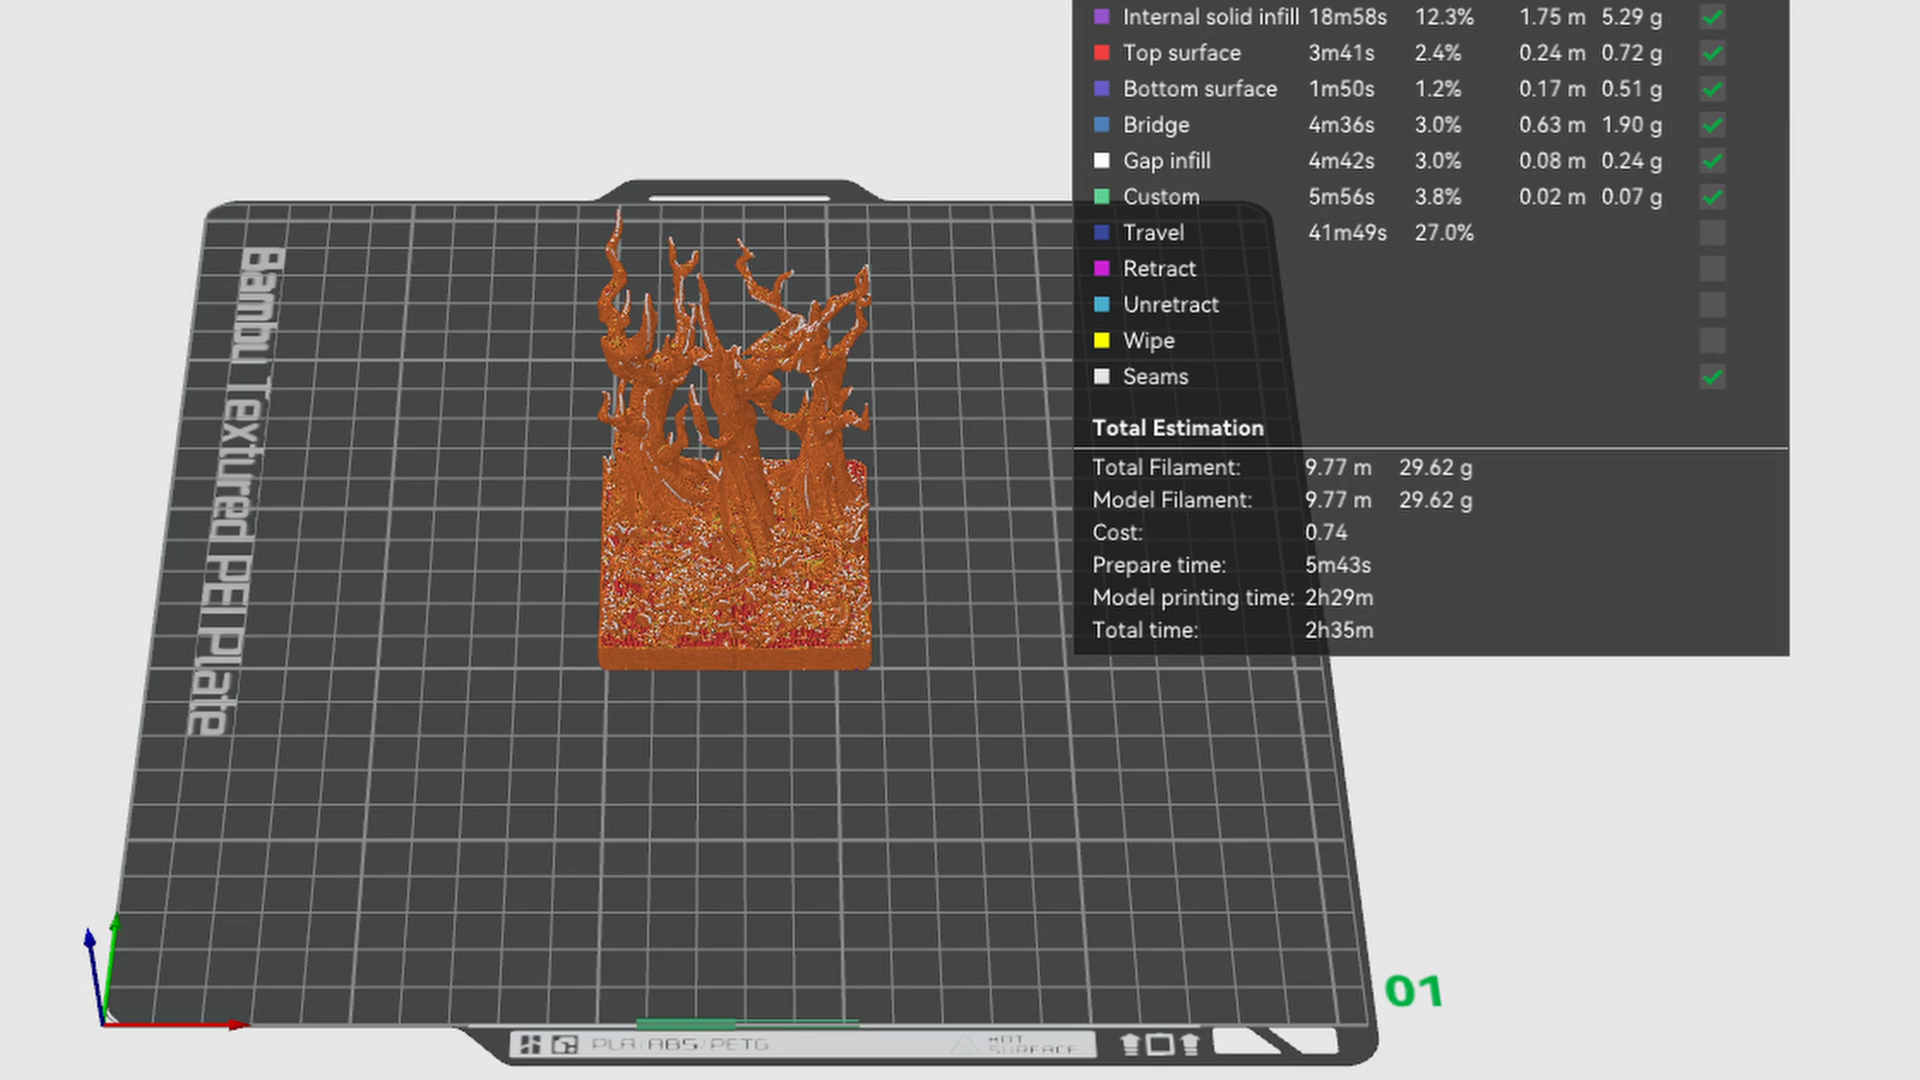 Internal solid infill 18m58s 12.3% 1.75 m 5.29 g
Top surface 3m41s 2.4% 0.24 m 0.72 g
Bottom surface 1m50s 1.2% 0.17 m 0.51 g
Bridge 4m36s 3.0% 0.63 m 1.90 g
Gap infill 4m42s 3.0% 0.08 m 0.24 g
Custom 5m56s 3.8% 0.02 m 0.07 g
Travel 41m49s 27.0%
Retract
Unretract
Wipe
Seams
Total Estimation
Total Filament: 9.77 m 29.62 g
Model Filament: 9.77 m 29.62 g
Cost: 0.74
Prepare time: 5m43s
Model printing time: 2h29m
Total time: 2h35m
Bambu Textured PEI Plate
01
PLA/ABS/PETG
HOT
SURFACE